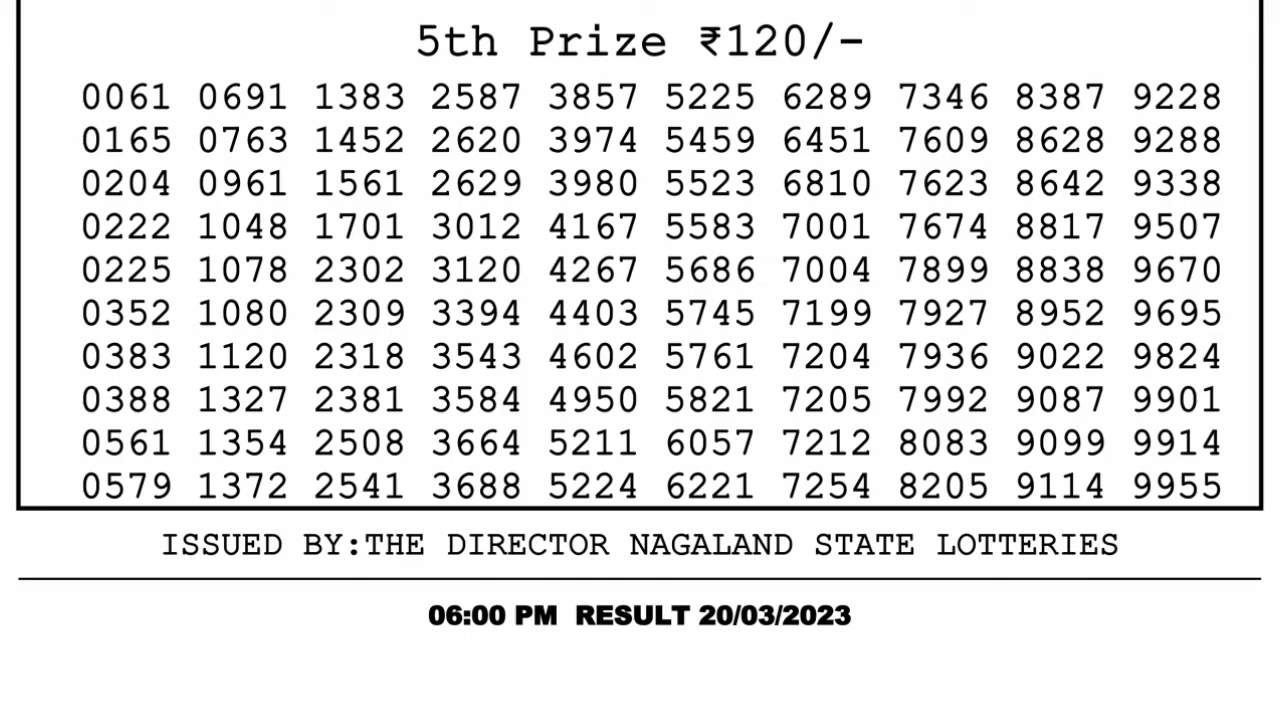 5th Prize ₹120/-
0061 0691 1383 2587 3857 5225 6289 7346 8387 9228
0165 0763 1452 2620 3974 5459 6451 7609 8628 9288
0204 0961 1561 2629 3980 5523 6810 7623 8642 9338
0222 1048 1701 3012 4167 5583 7001 7674 8817 9507
0225 1078 2302 3120 4267 5686 7004 7899 8838 9670
0352 1080 2309 3394 4403 5745 7199 7927 8952 9695
0383 1120 2318 3543 4602 5761 7204 7936 9022 9824
0388 1327 2381 3584 4950 5821 7205 7992 9087 9901
0561 1354 2508 3664 5211 6057 7212 8083 9099 9914
0579 1372 2541 3688 5224 6221 7254 8205 9114 9955
ISSUED BY:THE DIRECTOR NAGALAND STATE LOTTERIES
06:00 PM RESULT 20/03/2023